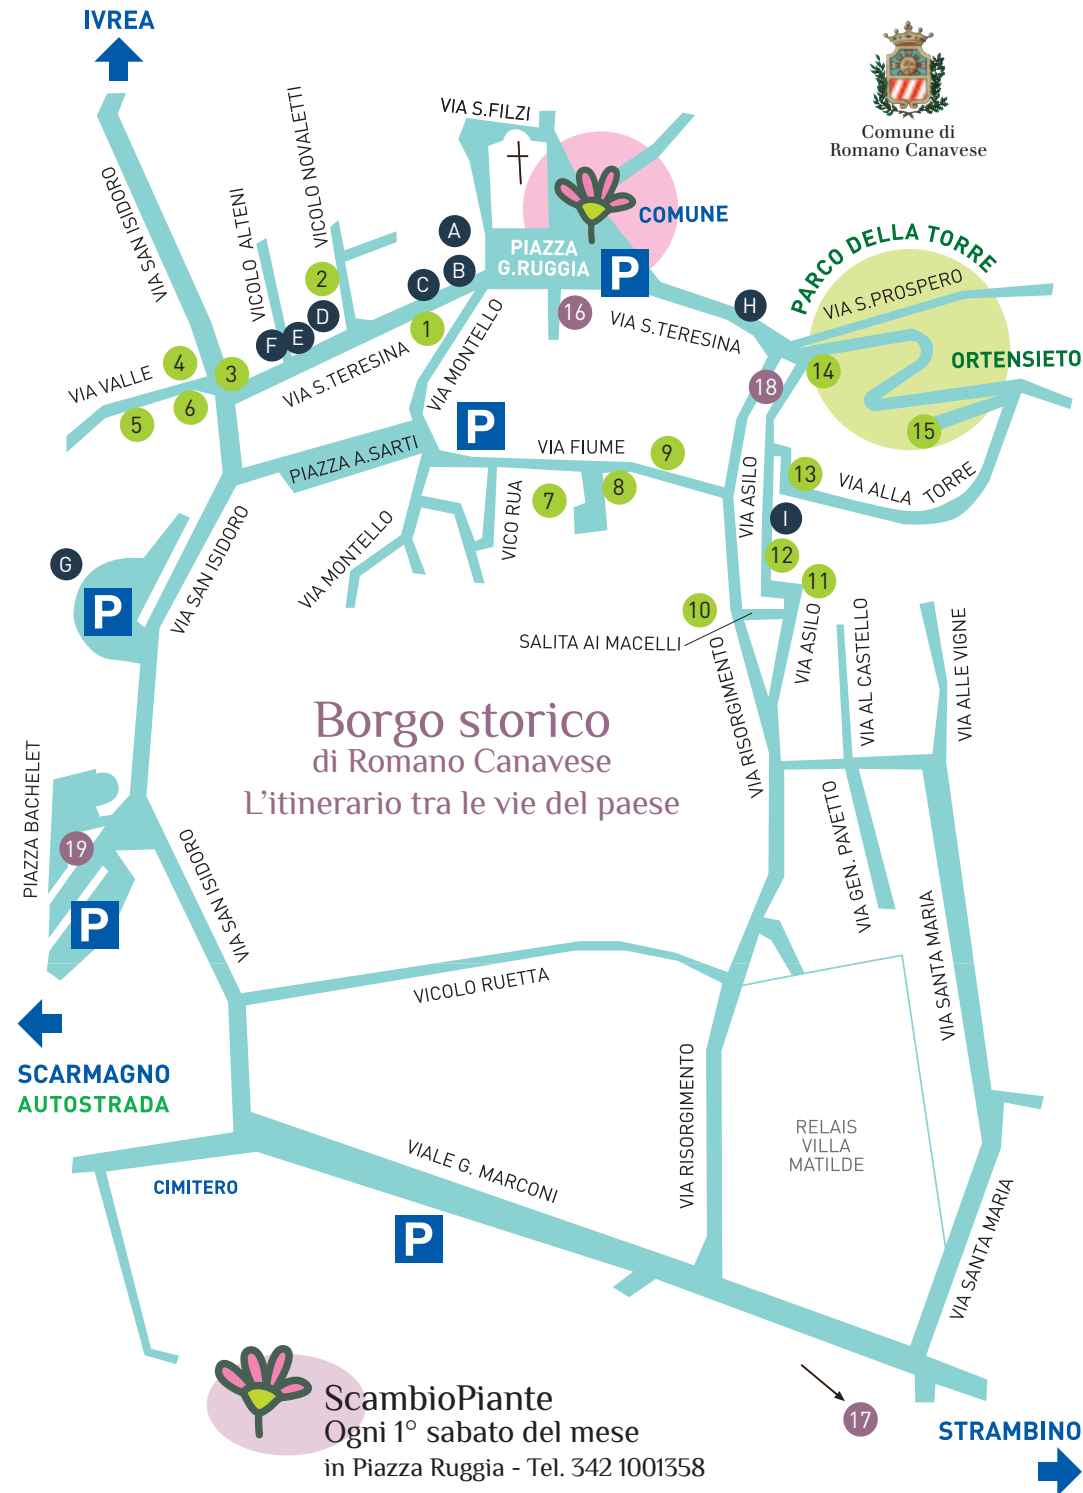 IVREA
Comune di
Romano Canavese
VIA S.FILZI
VICOLO NOVALETTI
VIA SAN ISIDORO
VICOLO ALTENI
COMUNE
A
PIAZZA
G.RUGGIA
P
B
C
2
D
E
F
1
16
H
PARCO DELLA TORRE
VIA S.PROSPERO
VIA S.TERESINA
ORTENSIETO
VIA MONTELLO
VIA S.TERESINA
4
3
VIA VALLE
6
5
18
14
15
P
PIAZZA A.SARTI
VIA FIUME
9
8
7
VICO RUA
VIA ASILO
13
VIA ALLA TORRE
I
12
11
10
G
P
VIA SAN ISIDORO
VIA MONTELLO
SALITA AI MACELLI
VIA ASILO
VIA RISORGIMENTO
VIA AL CASTELLO
VIA ALLE VIGNE
Borgo storico
di Romano Canavese
L'itinerario tra le vie del paese
PIAZZA BACHELET
19
P
VIA SAN ISIDORO
VIA GEN. PAVETTO
VIA SANTA MARIA
VICOLO RUETTA
SCARMAGNO
AUTOSTRADA
VIA RISORGIMENTO
RELAIS
VILLA
MATILDE
CIMITERO
VIALE G. MARCONI
P
VIA SANTA MARIA
17
ScambioPiante
Ogni 1° sabato del mese
in Piazza Ruggia - Tel. 342 1001358
STRAMBINO